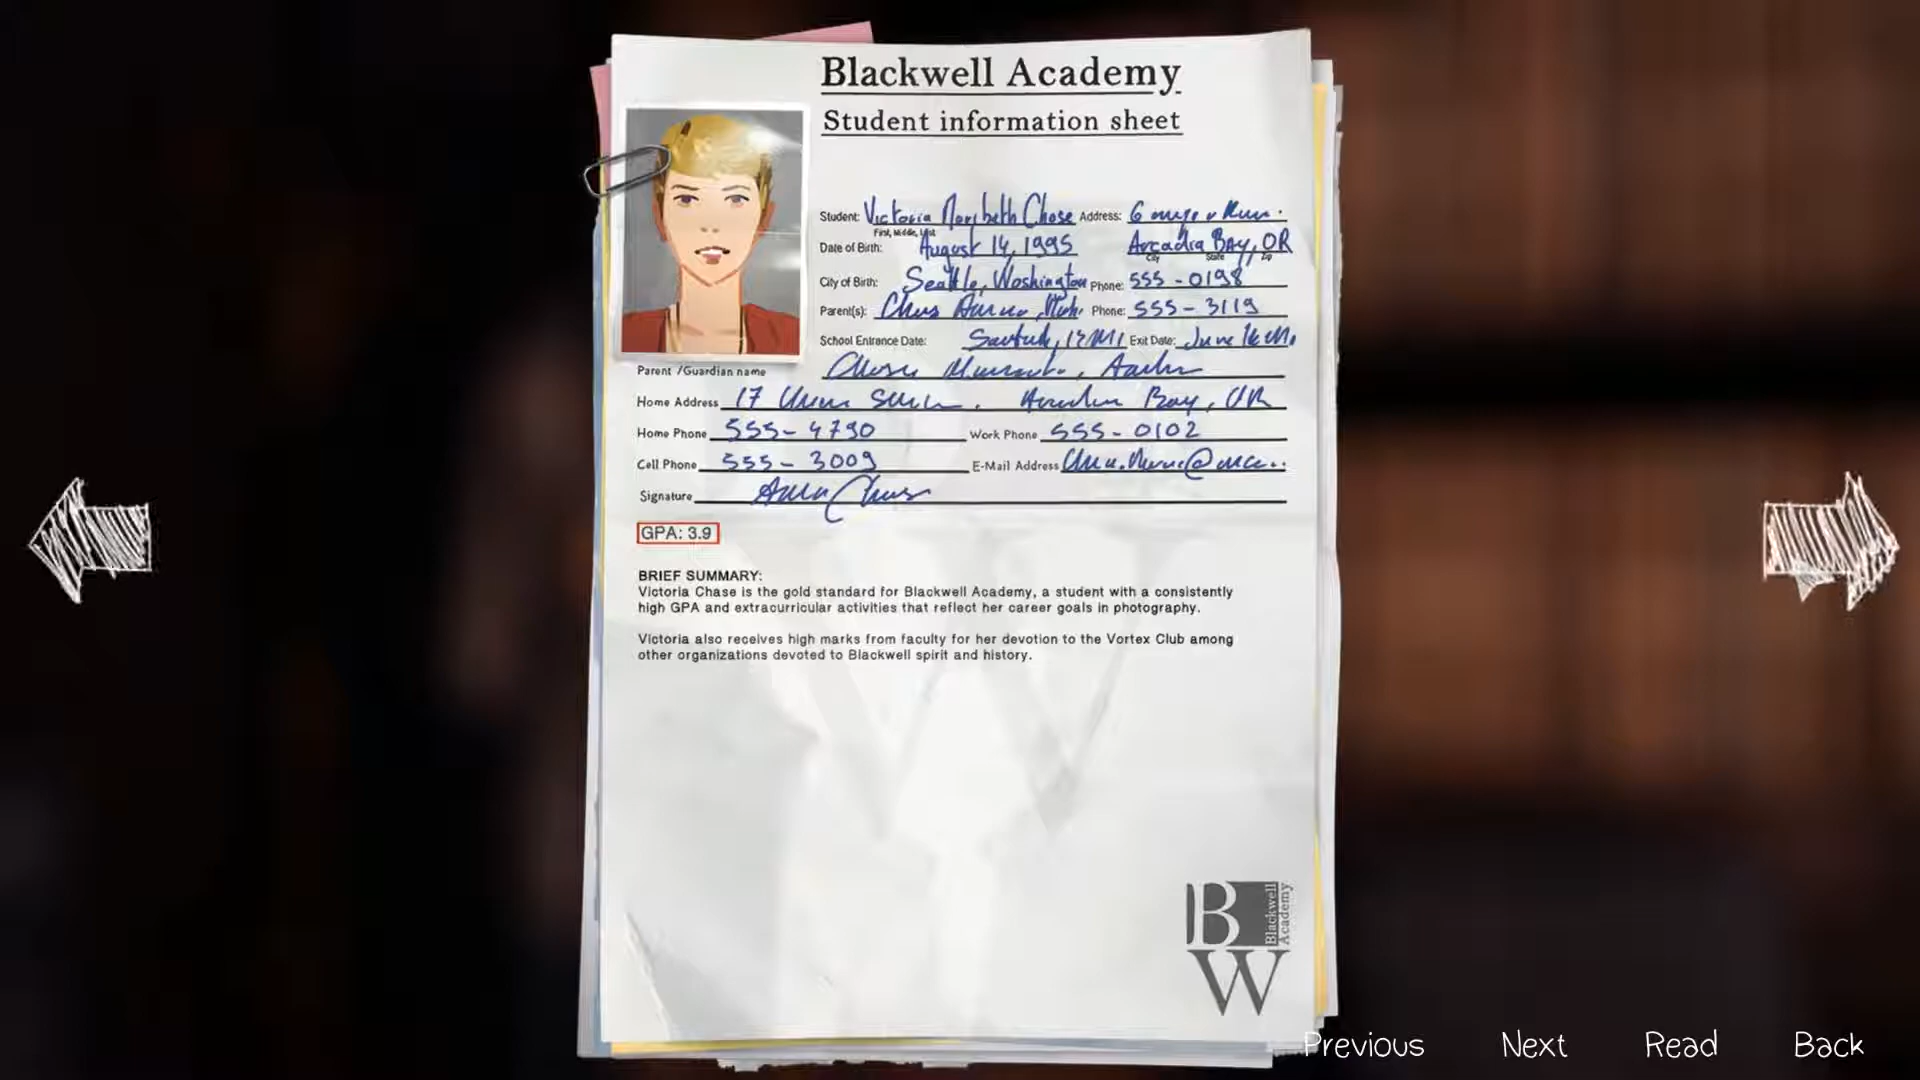 Blackwell Academy
Student information sheet
Student: Victoria Maribeth Chase Address:
First, Middle, Last
Date of Birth: August 14, 1995 Arcadia Bay, OR
City State Zip
City of Birth: Seattle, Washington Phone: 555-0198
Parent(s): Phone: 555-3119
School Entrance Date: Exit Date: June
Parent /Guardian name
Home Address 17 Bay, OR
Home Phone 555-4790 Work Phone 555-0102
Cell Phone 555-3009 E-Mail Address
Signature
GPA: 3.9
BRIEF SUMMARY:
Victoria Chase is the gold standard for Blackwell Academy, a student with a consistently
high GPA and extracurricular activities that reflect her career goals in photography.
Victoria also receives high marks from faculty for her devotion to the Vortex Club among
other organizations devoted to Blackwell spirit and history.
B
W
Blackwell
Academy
Previous Next Read Back